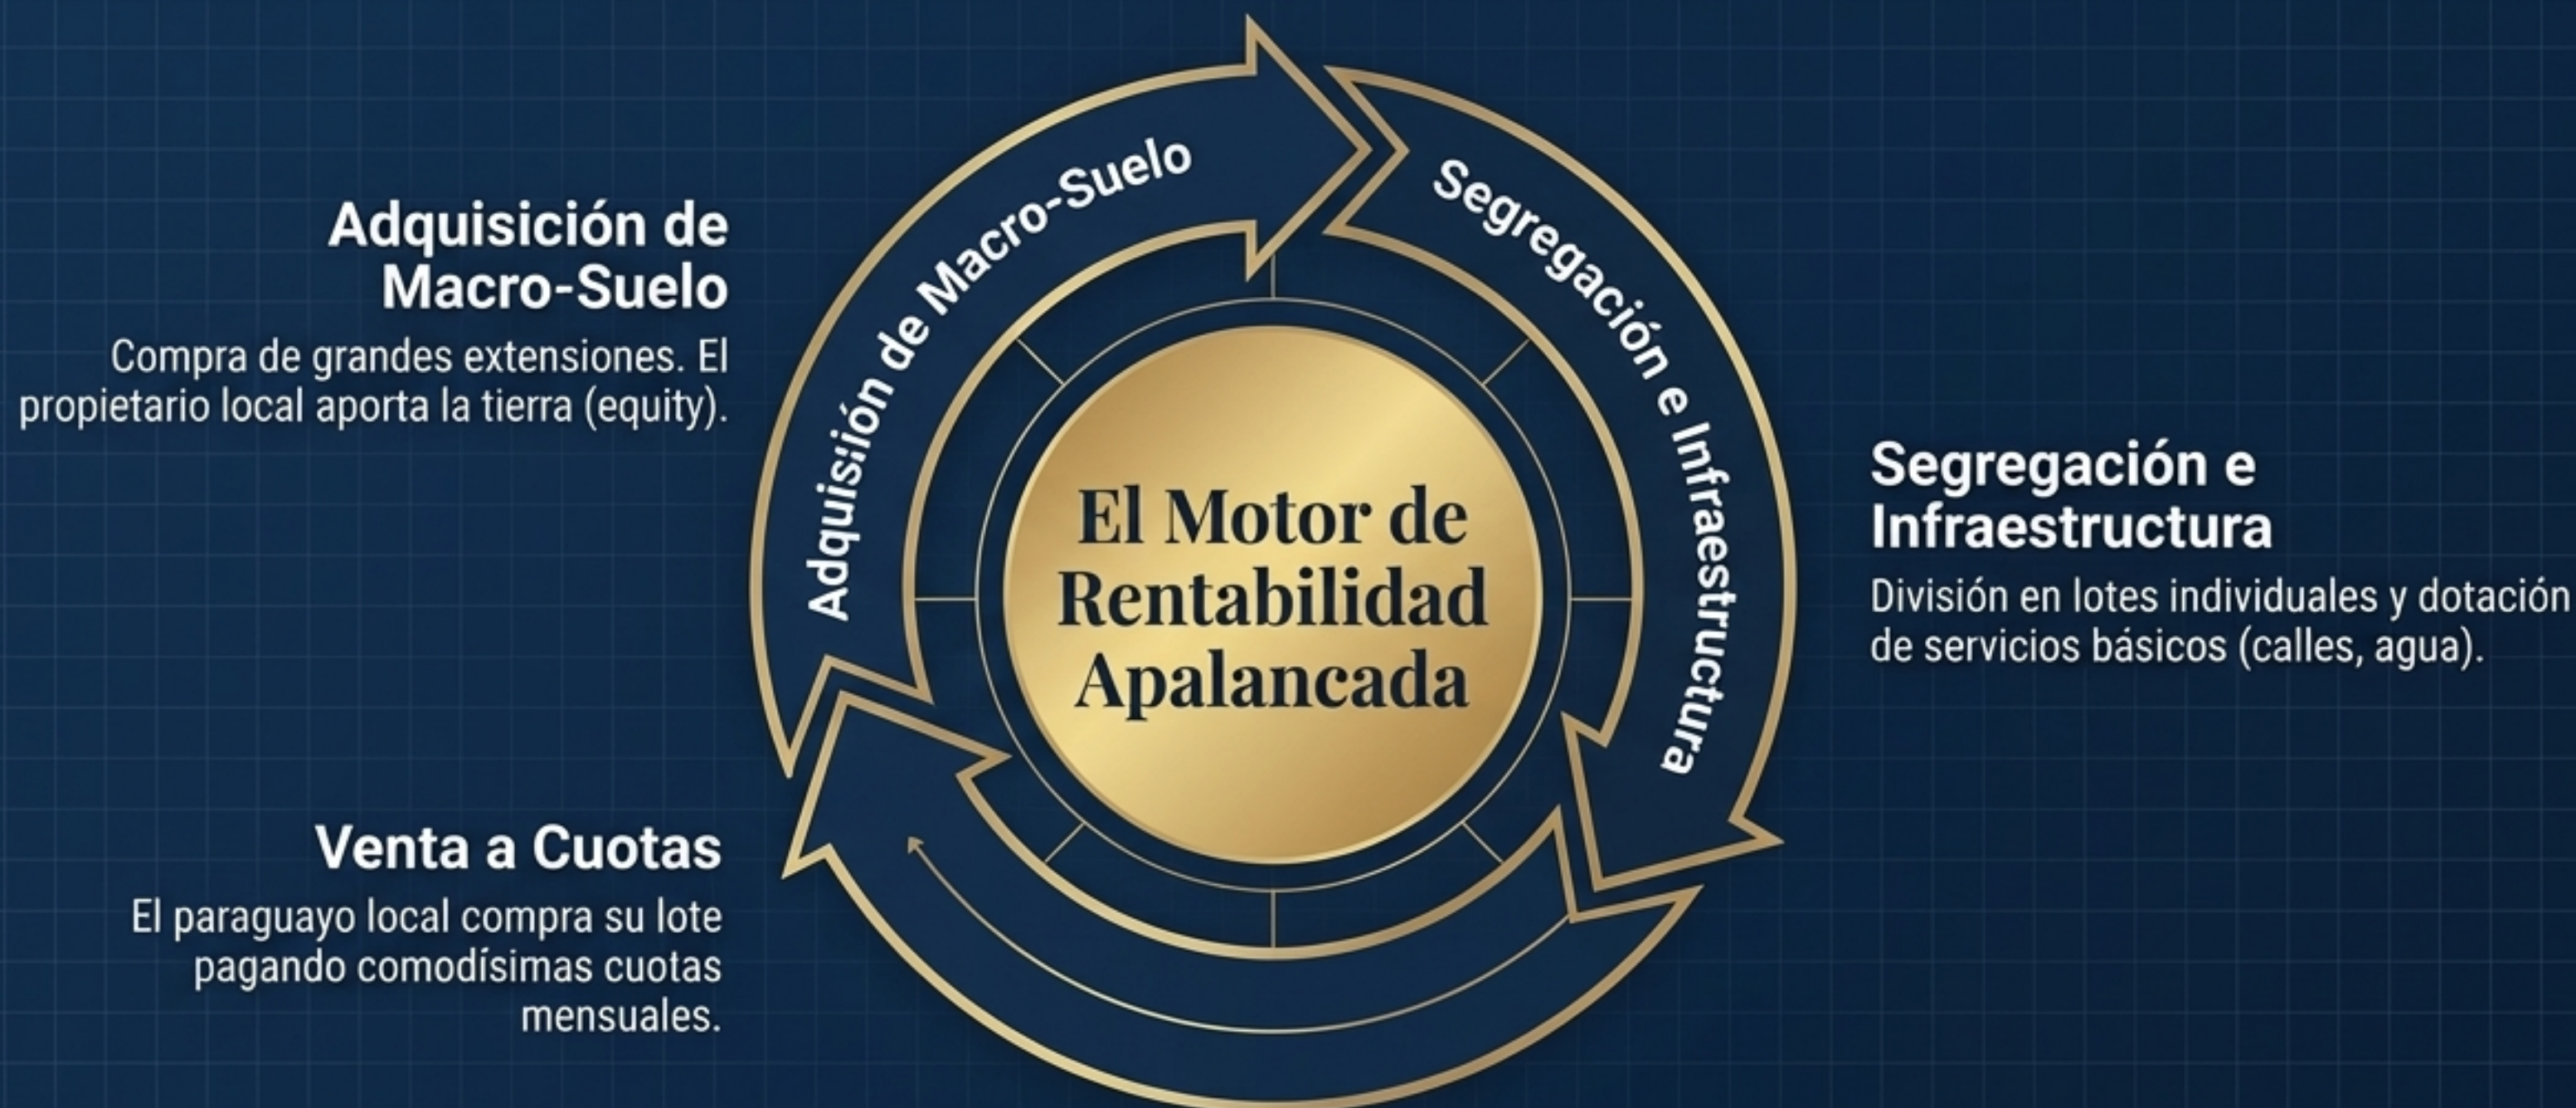 Adquisición de
Macro-Suelo
Compra de grandes extensiones. El
propietario local aporta la tierra (equity).
Adquisición de Macro-Suelo
Segregación e Infraestructura
El Motor de
Rentabilidad
Apalancada
Segregación e
Infraestructura
División en lotes individuales y dotación
de servicios básicos (calles, agua).
Venta a Cuotas
El paraguayo local compra su lote
pagando comodísimas cuotas
mensuales.